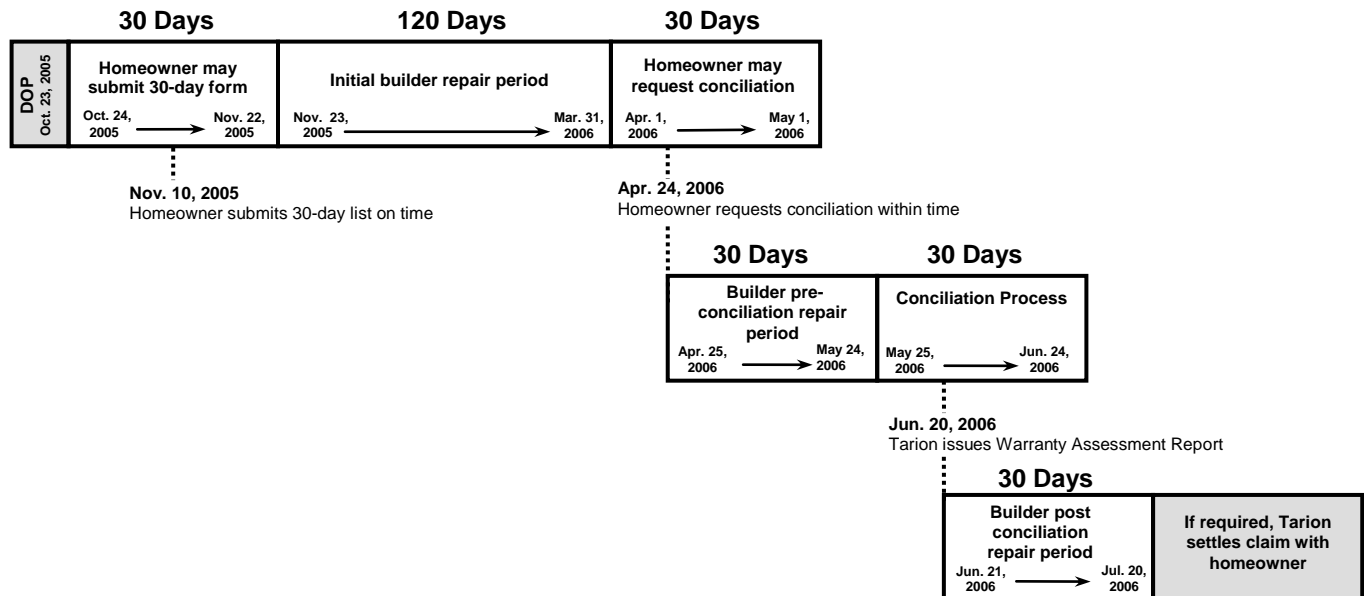 30 Days
120 Days
30 Days
DOP
Oct. 23, 2005
Homeowner may
submit 30-day form
Oct. 24,
2005
Nov. 22,
2005
Initial builder repair period
Nov. 23,
2005
Mar. 31,
2006
Homeowner may
request conciliation
Apr. 1,
2006
May 1,
2006
Nov. 10, 2005
Homeowner submits 30-day list on time
Apr. 24, 2006
Homeowner requests conciliation within time
30 Days
30 Days
Builder pre-
conciliation repair
period
Apr. 25,
2006
May 24,
2006
Conciliation Process
May 25,
2006
Jun. 24,
2006
Jun. 20, 2006
Tarion issues Warranty Assessment Report
30 Days
Builder post
conciliation
repair period
Jun. 21,
2006
Jul. 20,
2006
If required, Tarion
settles claim with
homeowner